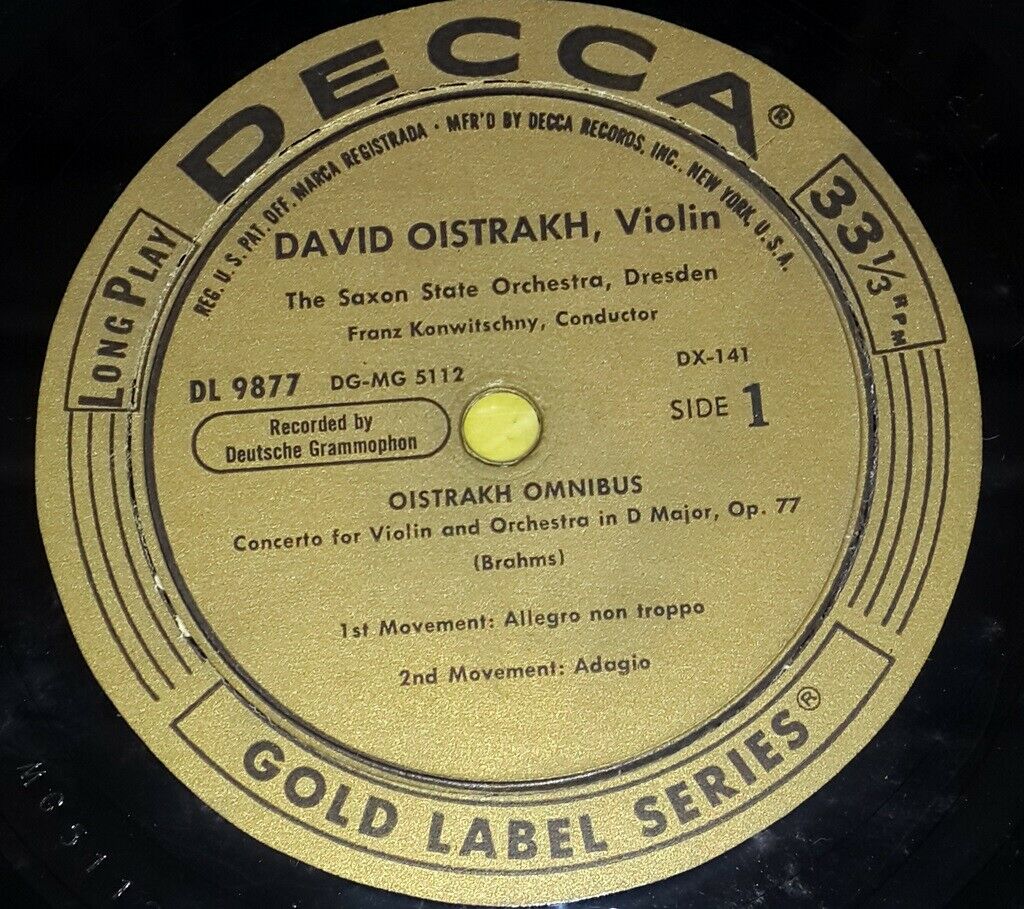 DECCA®
REG. U.S. PAT. OFF. MARCA REGISTRADA · MFR'D BY DECCA RECORDS, INC., NEW YORK, U.S.A.
LONG PLAY
33 1/3 RPM
DAVID OISTRAKH, Violin
The Saxon State Orchestra, Dresden
Franz Konwitschny, Conductor
DL 9877 DG-MG 5112 DX-141
Recorded by
Deutsche Grammophon
SIDE 1
OISTRAKH OMNIBUS
Concerto for Violin and Orchestra in D Major, Op. 77
(Brahms)
1st Movement: Allegro non troppo
2nd Movement: Adagio
GOLD LABEL SERIES®